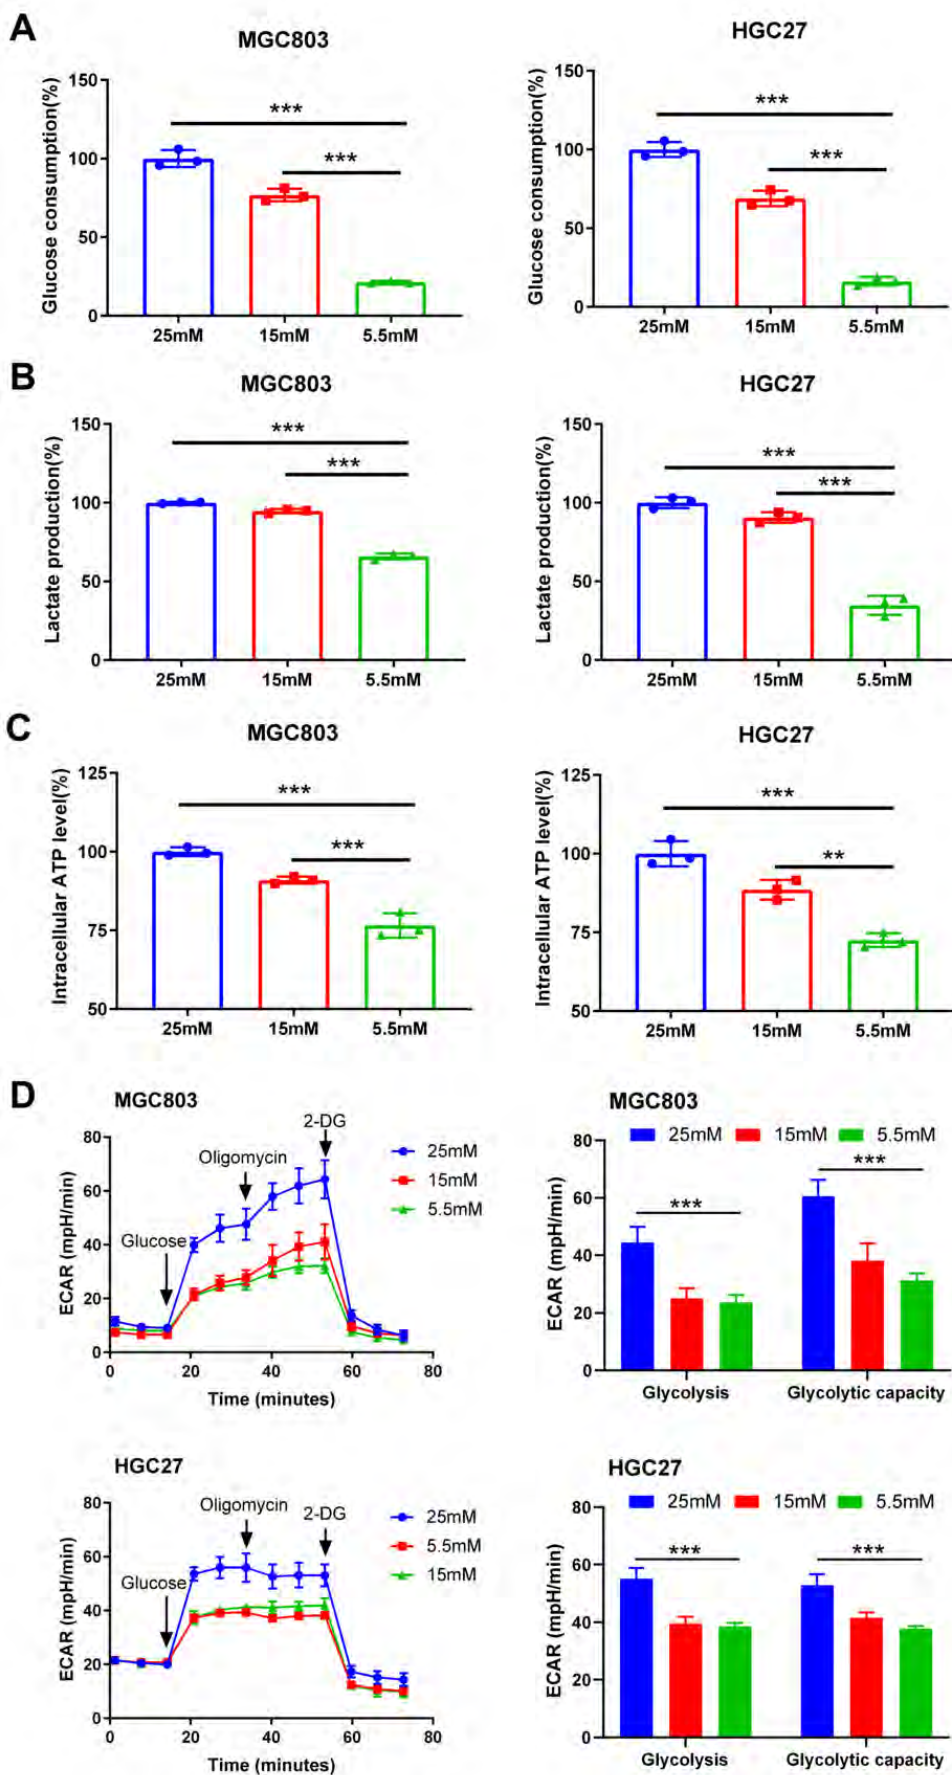 A
MGC803
HGC27
Glucose consumption(%)
150
100
50
0
***
***
25mM
15mM
5.5mM
Glucose consumption(%)
150
100
50
0
***
***
25mM
15mM
5.5mM
B
MGC803
HGC27
Lactate production(%)
150
100
50
0
***
***
25mM
15mM
5.5mM
Lactate production(%)
150
100
50
0
***
***
25mM
15mM
5.5mM
C
MGC803
HGC27
Intracellular ATP level(%)
125
100
75
50
***
***
25mM
15mM
5.5mM
Intracellular ATP level(%)
125
100
75
50
***
**
25mM
15mM
5.5mM
D
MGC803
ECAR (mpH/min)
80
60
40
20
0
Glucose
Oligomycin
2-DG
25mM
15mM
5.5mM
0 20 40 60 80
Time (minutes)
MGC803
25mM 15mM 5.5mM
ECAR (mpH/min)
80
60
40
20
0
***
***
Glycolysis
Glycolytic capacity
HGC27
ECAR (mpH/min)
80
60
40
20
0
Glucose
Oligomycin
2-DG
25mM
5.5mM
15mM
0 20 40 60 80
Time (minutes)
HGC27
25mM 15mM 5.5mM
ECAR (mpH/min)
80
60
40
20
0
***
***
Glycolysis
Glycolytic capacity